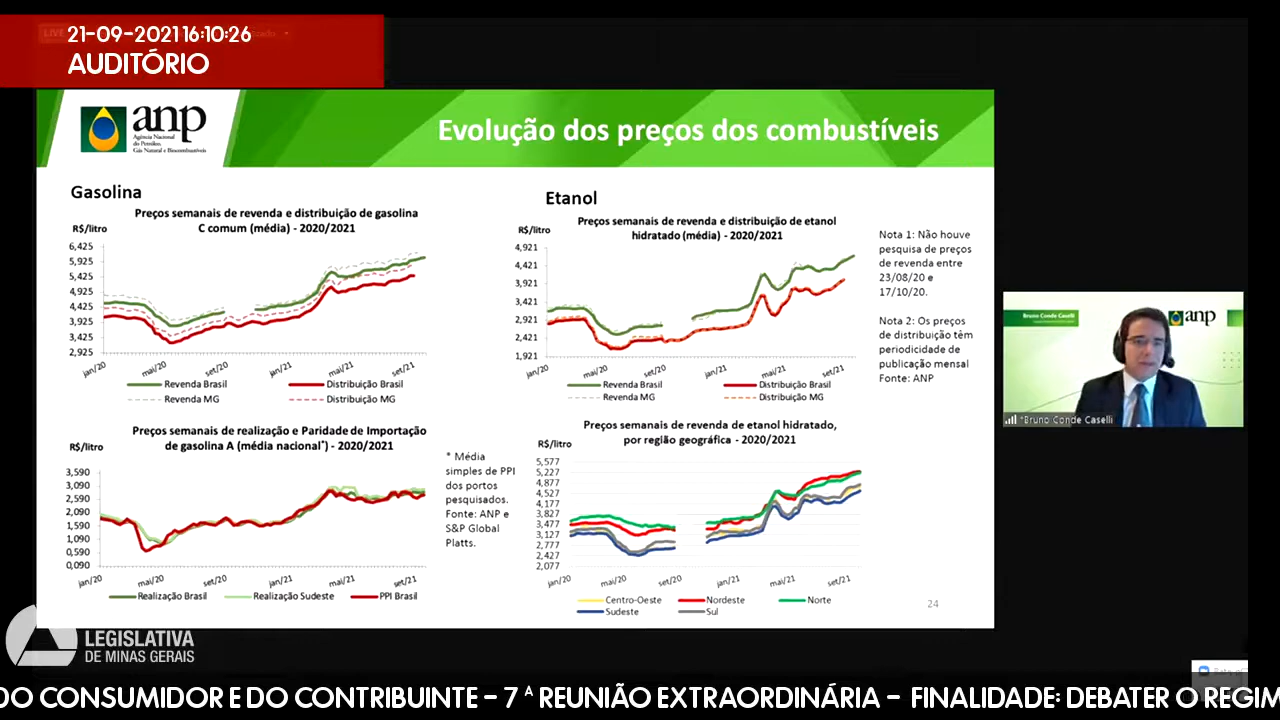 LIVE
21-09-2021 16:10:26
AUDITÓRIO
anp
Agência Nacional
do Petróleo,
Gás Natural e Biocombustíveis
Evolução dos preços dos combustíveis
Gasolina
Preços semanais de revenda e distribuição de gasolina
C comum (média) - 2020/2021
R$/litro
6,425
5,925
5,425
4,925
4,425
3,925
3,425
2,925
jan/20
mai/20
set/20
jan/21
mai/21
set/21
Revenda Brasil
Distribuição Brasil
Revenda MG
Distribuição MG
Etanol
Preços semanais de revenda e distribuição de etanol
hidratado (média) - 2020/2021
R$/litro
4,921
4,421
3,921
3,421
2,921
2,421
1,921
jan/20
mai/20
set/20
jan/21
mai/21
set/21
Revenda Brasil
Distribuição Brasil
Revenda MG
Distribuição MG
Nota 1: Não houve
pesquisa de preços
de revenda entre
23/08/20 e
17/10/20.
Nota 2: Os preços
de distribuição têm
periodicidade de
publicação mensal
Fonte: ANP
Preços semanais de realização e Paridade de Importação
de gasolina A (média nacional*) - 2020/2021
R$/litro
3,590
3,090
2,590
2,090
1,590
1,090
0,590
0,090
jan/20
mai/20
set/20
jan/21
mai/21
set/21
Realização Brasil
Realização Sudeste
PPI Brasil
* Média
simples de PPI
dos portos
pesquisados.
Fonte: ANP e
S&P Global
Platts.
Preços semanais de revenda de etanol hidratado,
por região geográfica - 2020/2021
R$/litro
5,577
5,227
4,877
4,527
4,177
3,827
3,477
3,127
2,777
2,427
2,077
jan/20
mai/20
set/20
jan/21
mai/21
set/21
Centro-Oeste
Nordeste
Norte
Sudeste
Sul
24
Bruno Conde Caselli
anp
*Bruno Conde Caselli
LEGISLATIVA
DE MINAS GERAIS
DO CONSUMIDOR E DO CONTRIBUINTE - 7 ª REUNIÃO EXTRAORDINÁRIA - FINALIDADE: DEBATER O REGIM